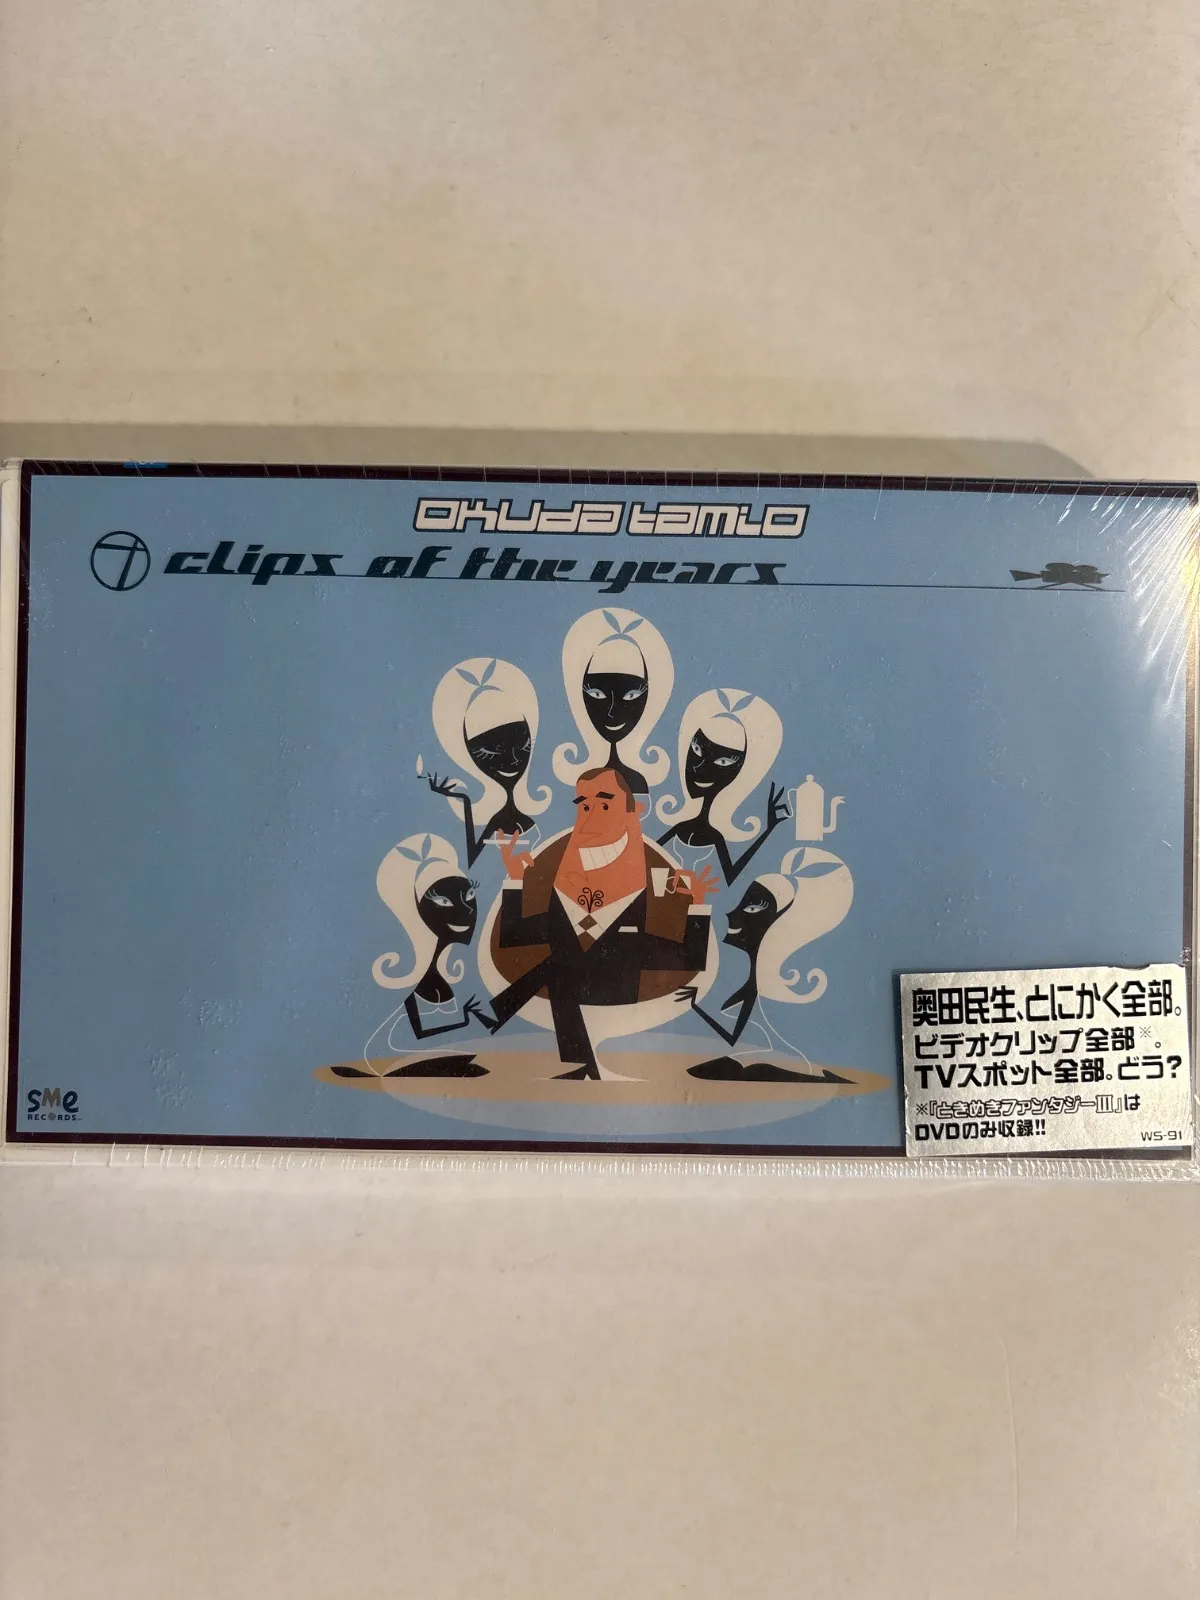 OKUDA TAMIO
clips of the years
奥田民生、とにかく全部。
ビデオクリップ全部※。
TVスポット全部。どう?
※『ときめきファンタジーIII』は
DVDのみ収録!!
WS-91
SMe
RECORDS